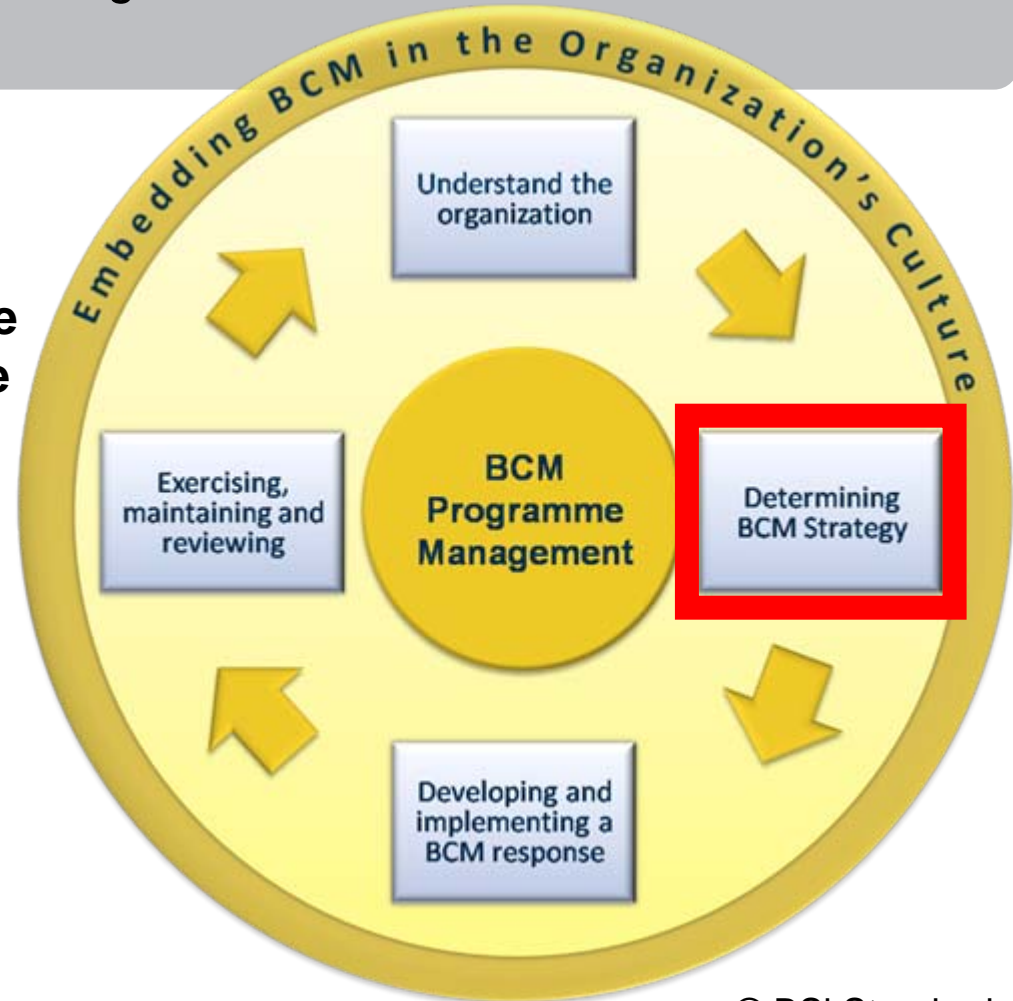 Embedding BCM in the Organization's Culture
Understand the
organization
e
e
Exercising,
maintaining and
reviewing
BCM
Programme
Management
Determining
BCM Strategy
Developing and
implementing a
BCM response